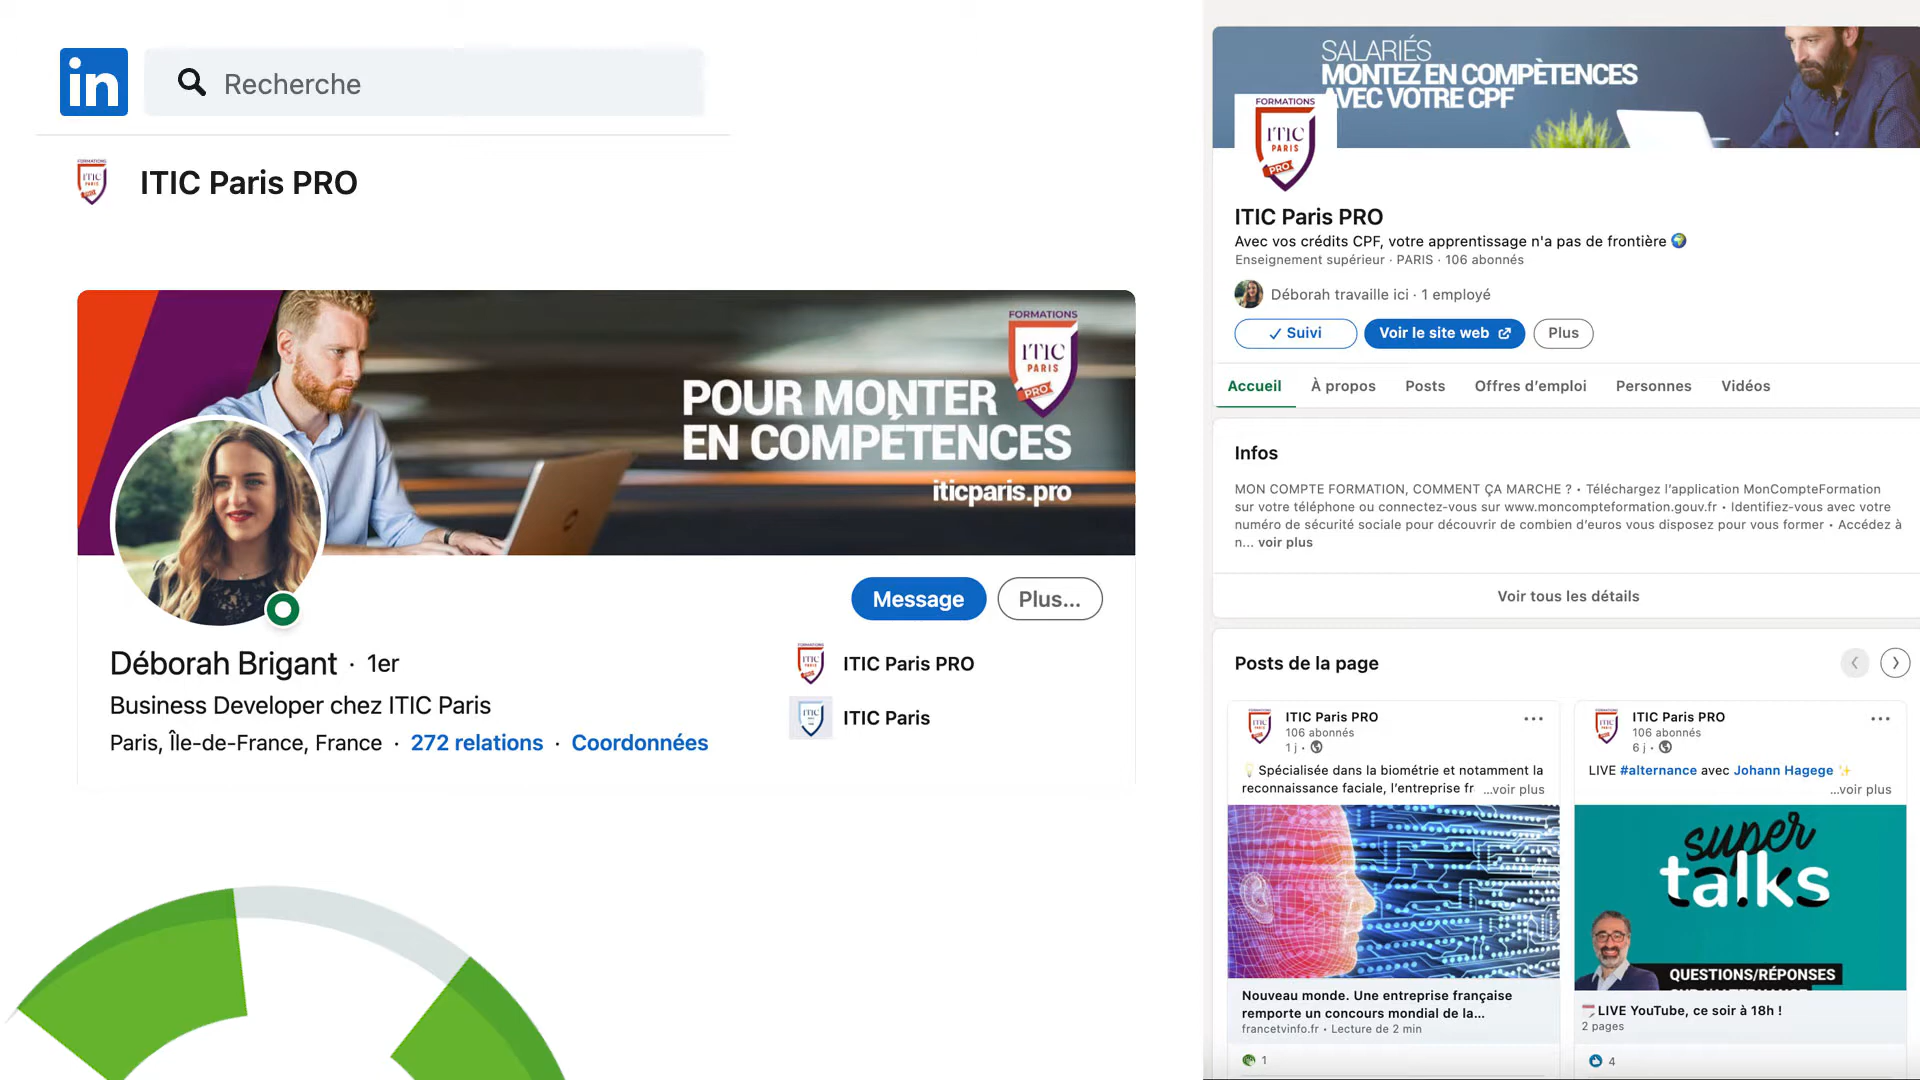 in
Recherche
ITIC Paris PRO
FORMATIONS
ITIC
PARIS
PRO
POUR MONTER
EN COMPÉTENCES
iticparis.pro
Message
Plus...
Déborah Brigant · 1er
Business Developer chez ITIC Paris
Paris, Île-de-France, France · 272 relations · Coordonnées
ITIC Paris PRO
ITIC Paris
SALARIÉS
MONTEZ EN COMPÈTENCES
AVEC VOTRE CPF
FORMATIONS
ITIC
PARIS
PRO
ITIC Paris PRO
Avec vos crédits CPF, votre apprentissage n'a pas de frontière
Enseignement supérieur · PARIS · 106 abonnés
Déborah travaille ici · 1 employé
Suivi
Voir le site web
Plus
Accueil
À propos
Posts
Offres d'emploi
Personnes
Vidéos
Infos
MON COMPTE FORMATION, COMMENT ÇA MARCHE ? • Téléchargez l'application MonCompteFormation
sur votre téléphone ou connectez-vous sur www.moncompteformation.gouv.fr • Identifiez-vous avec votre
numéro de sécurité sociale pour découvrir de combien d'euros vous disposez pour vous former • Accédez à
n... voir plus
Voir tous les détails
Posts de la page
ITIC Paris PRO
106 abonnés
1 j •
Spécialisée dans la biométrie et notamment la
reconnaissance faciale, l'entreprise fr ...voir plus
Nouveau monde. Une entreprise française
remporte un concours mondial de la...
francetvinfo.fr • Lecture de 2 min
1
ITIC Paris PRO
106 abonnés
6 j •
LIVE #alternance avec Johann Hagege
...voir plus
super
talks
QUESTIONS/RÉPONSES
LIVE YouTube, ce soir à 18h !
2 pages
4